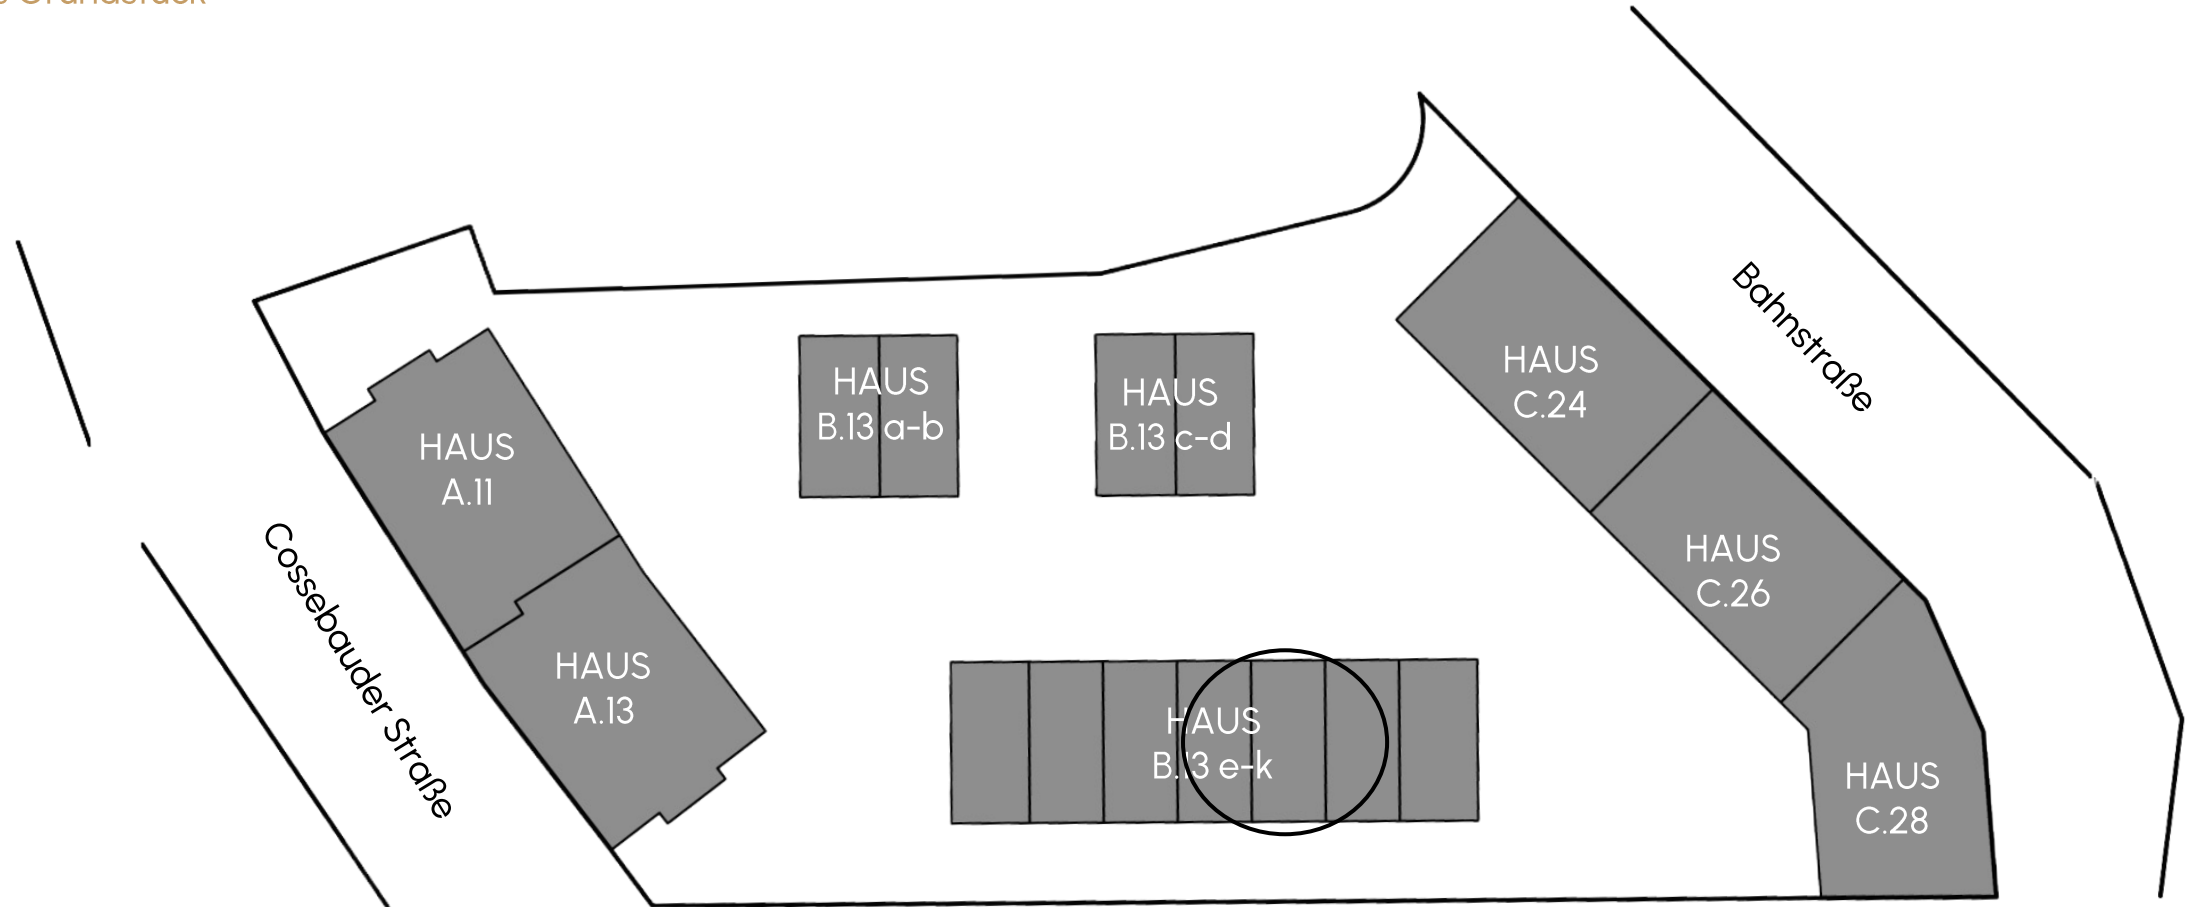 HAUS
A.11
HAUS
A.13
Cossebauder Straße
HAUS
B.13 a-b
HAUS
B.13 c-d
HAUS
B.13 e-k
HAUS
C.24
HAUS
C.26
HAUS
C.28
Bahnstraße